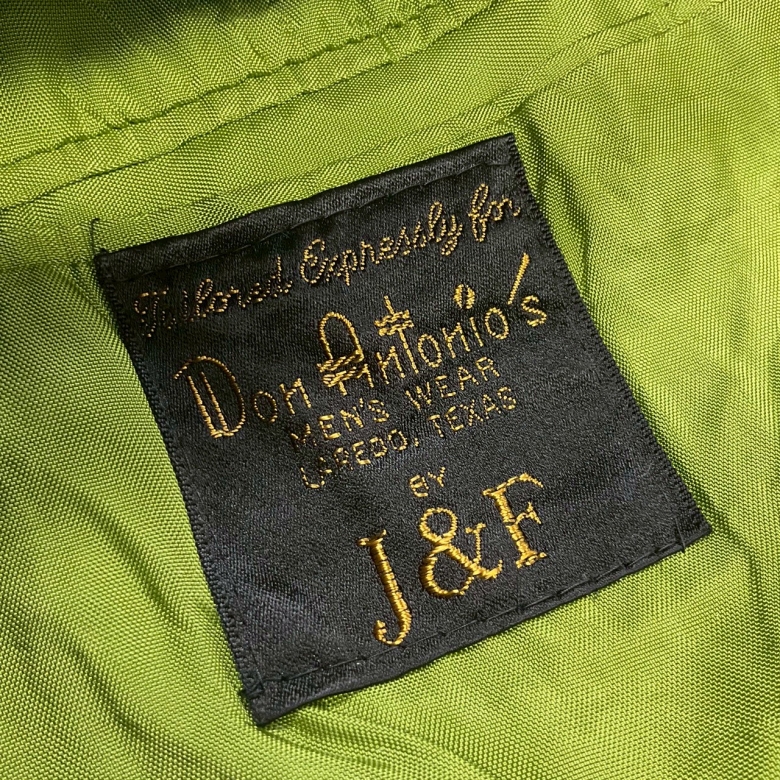 Tailored Expressly for
Don Antonio's
MEN'S WEAR
LAREDO, TEXAS
BY
J&F